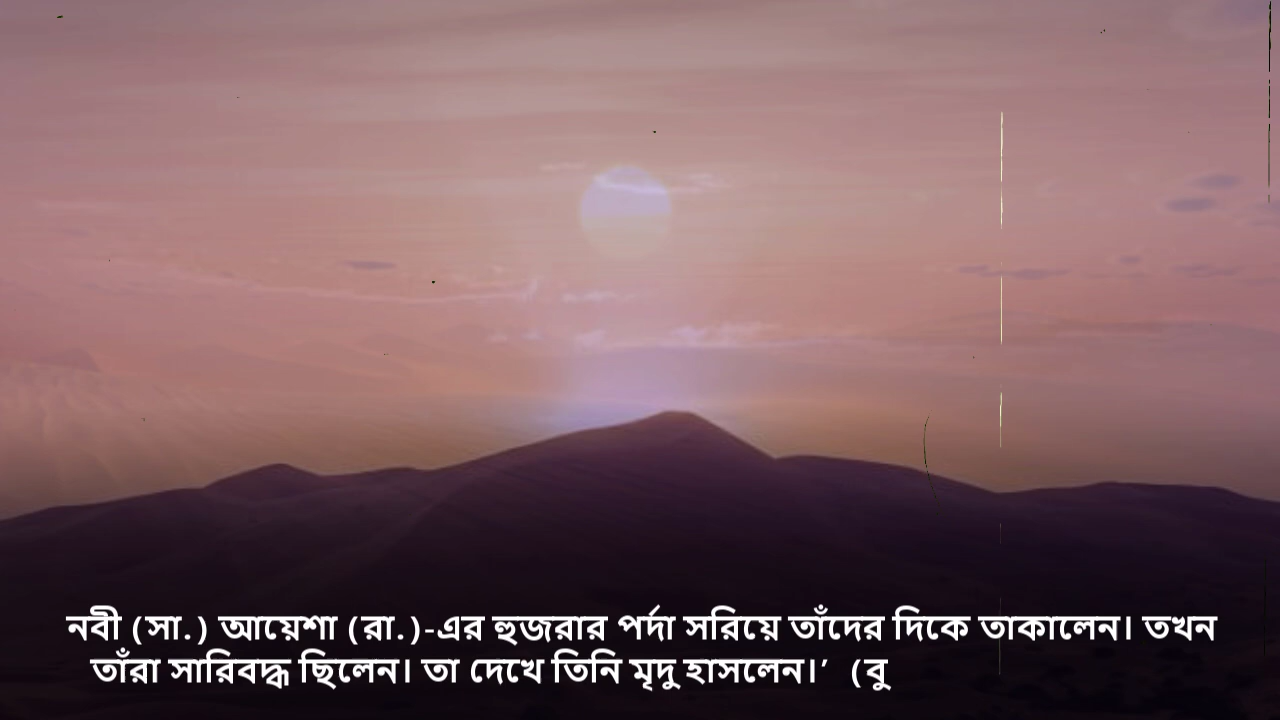 নবী (সা.) আয়েশা (রা.)-এর হুজরার পর্দা সরিয়ে তাঁদের দিকে তাকালেন। তখন
তাঁরা সারিবদ্ধ ছিলেন। তা দেখে তিনি মৃদু হাসলেন।’ (বু